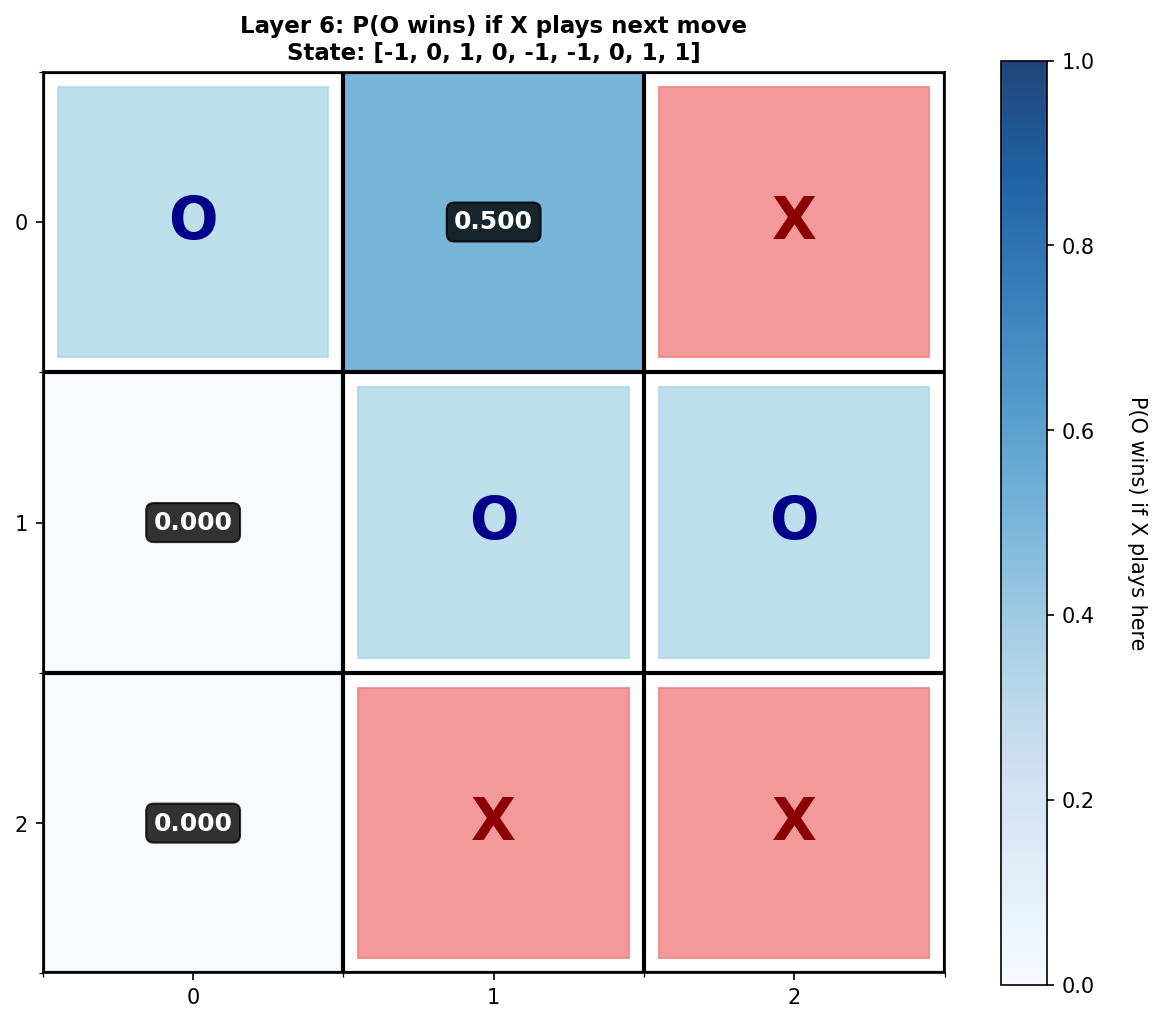 Layer 6: P(O wins) if X plays next move
State: [-1, 0, 1, 0, -1, -1, 0, 1, 1]
0
O
0.500
X
1
0.000
O
O
2
0.000
X
X
0
1
2
1.0
0.8
0.6
0.4
0.2
0.0
P(O wins) if X plays here